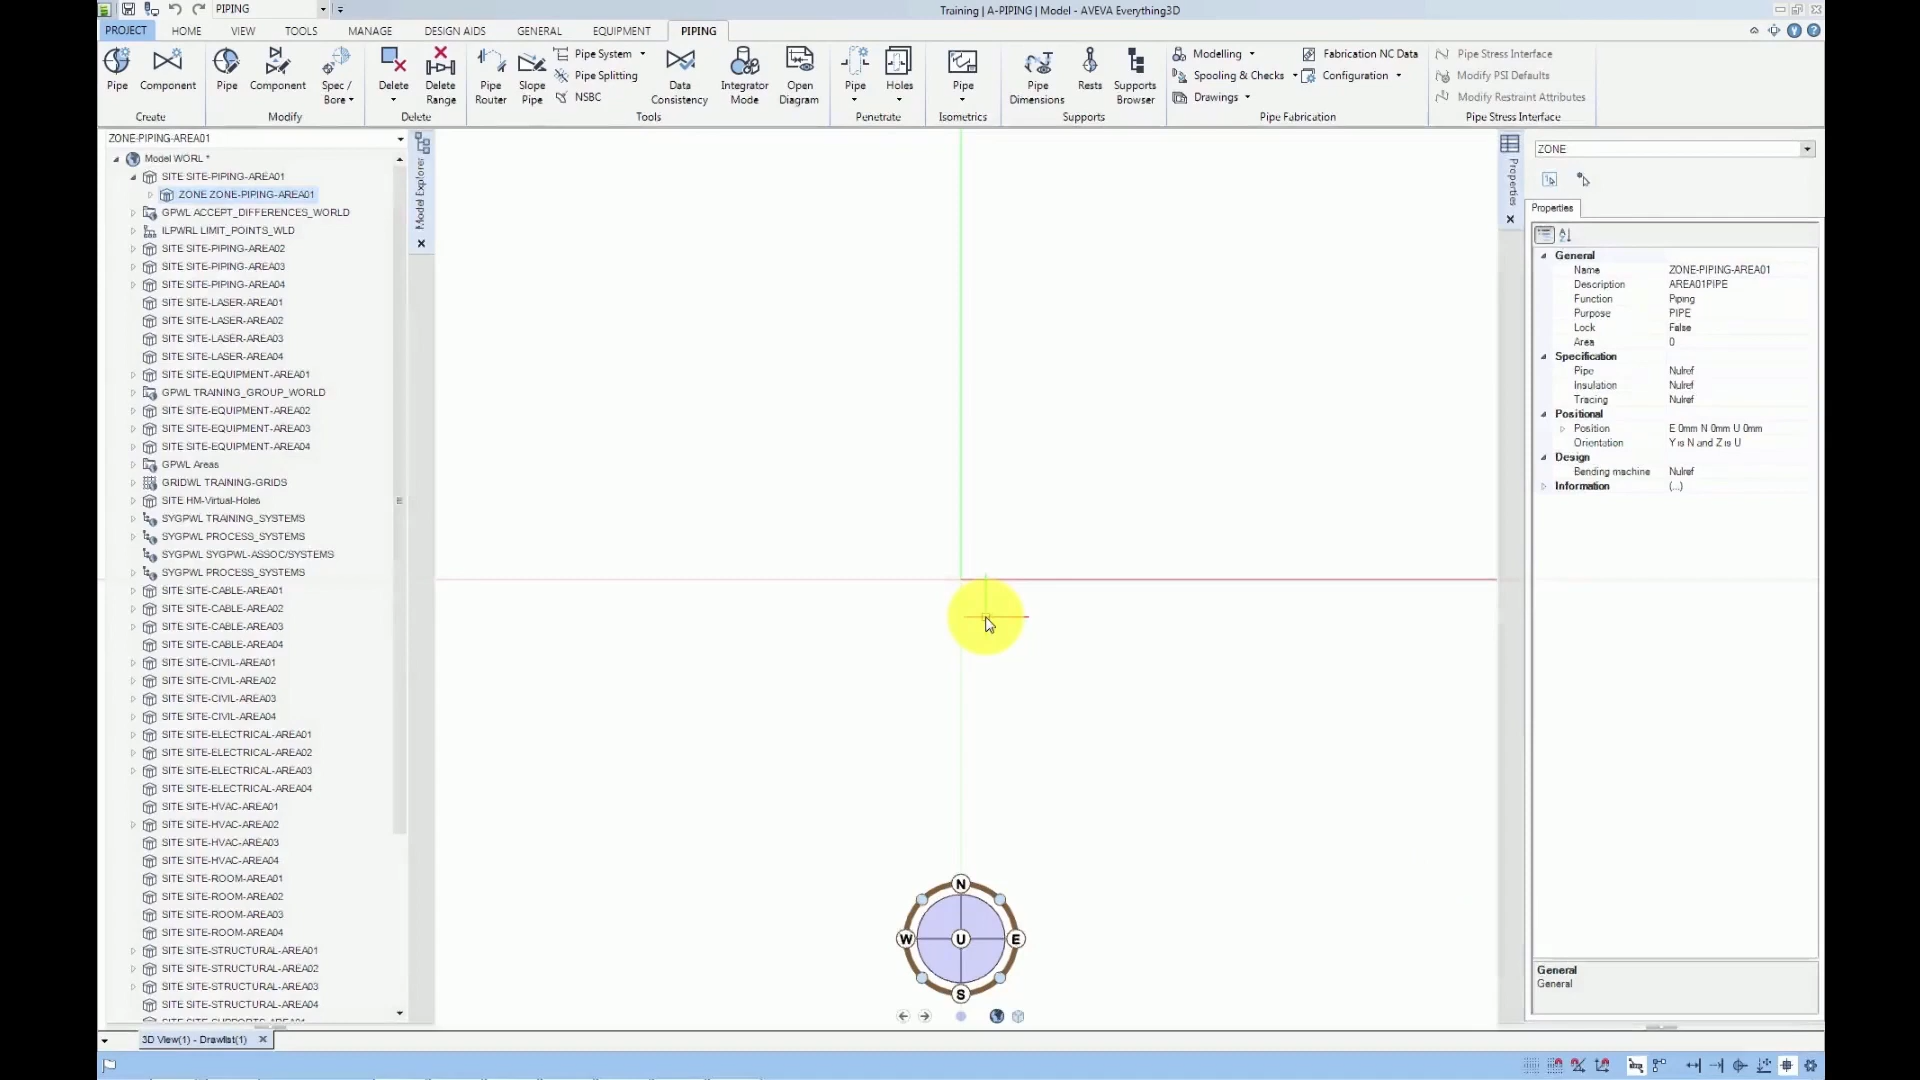 PIPING
Training | A-PIPING | Model - AVEVA Everything3D
PROJECT HOME VIEW TOOLS MANAGE DESIGN AIDS GENERAL EQUIPMENT PIPING
Pipe Component
Create
Pipe Component Spec / Bore
Modify
Delete Delete Range
Delete
Pipe Router Slope Pipe
Pipe System
Pipe Splitting
NSBC
Data Consistency Integrator Mode Open Diagram
Tools
Pipe Holes
Penetrate
Pipe
Isometrics
Pipe Dimensions Rests Supports Browser
Supports
Modelling Fabrication NC Data
Spooling & Checks Configuration
Drawings
Pipe Fabrication
Pipe Stress Interface
Modify PSI Defaults
Modify Restraint Attributes
Pipe Stress Interface
ZONE-PIPING-AREA01
Model WORL *
SITE SITE-PIPING-AREA01
ZONE ZONE-PIPING-AREA01
GPWL ACCEPT_DIFFERENCES_WORLD
ILPWRL LIMIT_POINTS_WLD
SITE SITE-PIPING-AREA02
SITE SITE-PIPING-AREA03
SITE SITE-PIPING-AREA04
SITE SITE-LASER-AREA01
SITE SITE-LASER-AREA02
SITE SITE-LASER-AREA03
SITE SITE-LASER-AREA04
SITE SITE-EQUIPMENT-AREA01
GPWL TRAINING_GROUP_WORLD
SITE SITE-EQUIPMENT-AREA02
SITE SITE-EQUIPMENT-AREA03
SITE SITE-EQUIPMENT-AREA04
GPWL Areas
GRIDWL TRAINING-GRIDS
SITE HM-Virtual-Holes
SYGPWL TRAINING_SYSTEMS
SYGPWL PROCESS_SYSTEMS
SYGPWL SYGPWL-ASSOC/SYSTEMS
SYGPWL PROCESS_SYSTEMS
SITE SITE-CABLE-AREA01
SITE SITE-CABLE-AREA02
SITE SITE-CABLE-AREA03
SITE SITE-CABLE-AREA04
SITE SITE-CIVIL-AREA01
SITE SITE-CIVIL-AREA02
SITE SITE-CIVIL-AREA03
SITE SITE-CIVIL-AREA04
SITE SITE-ELECTRICAL-AREA01
SITE SITE-ELECTRICAL-AREA02
SITE SITE-ELECTRICAL-AREA03
SITE SITE-ELECTRICAL-AREA04
SITE SITE-HVAC-AREA01
SITE SITE-HVAC-AREA02
SITE SITE-HVAC-AREA03
SITE SITE-HVAC-AREA04
SITE SITE-ROOM-AREA01
SITE SITE-ROOM-AREA02
SITE SITE-ROOM-AREA03
SITE SITE-ROOM-AREA04
SITE SITE-STRUCTURAL-AREA01
SITE SITE-STRUCTURAL-AREA02
SITE SITE-STRUCTURAL-AREA03
SITE SITE-STRUCTURAL-AREA04
Model Explorer
N
W U E
S
Properties
ZONE
Properties
General
Name ZONE-PIPING-AREA01
Description AREA01PIPE
Function Piping
Purpose PIPE
Lock False
Area 0
Specification
Pipe Nulref
Insulation Nulref
Tracing Nulref
Positional
Position E 0mm N 0mm U 0mm
Orientation Y is N and Z is U
Design
Bending machine Nulref
Information (...)
General
General
3D View(1) - Drawlist(1)